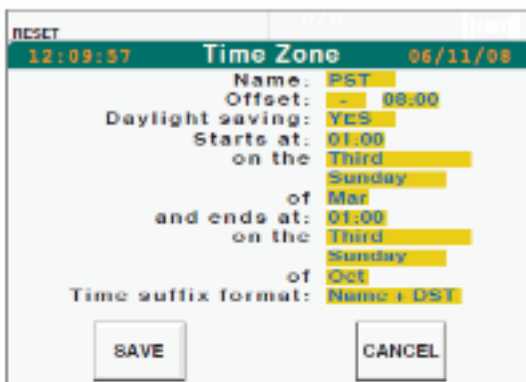 RESET
12:09:57 Time Zone 06/11/08
Name: PST
Offset: - 08:00
Daylight saving: YES
Starts at: 01:00
on the Third
Sunday
of Mar
and ends at: 01:00
on the Third
Sunday
of Oct
Time suffix format: Name + DST
SAVE CANCEL